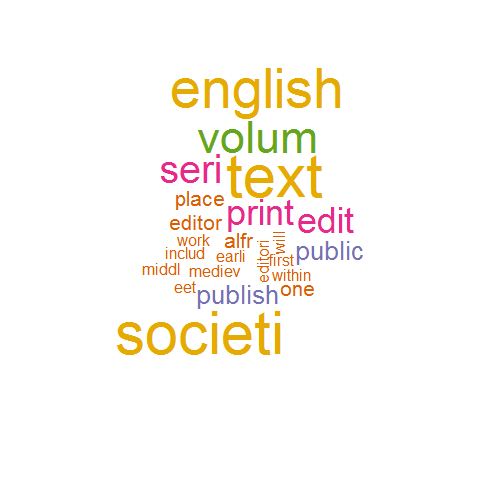 english
volum
seri text
place
print edit
editor
work alfr will
includ earli public
middl mediev editori first within
eet publish one
societi